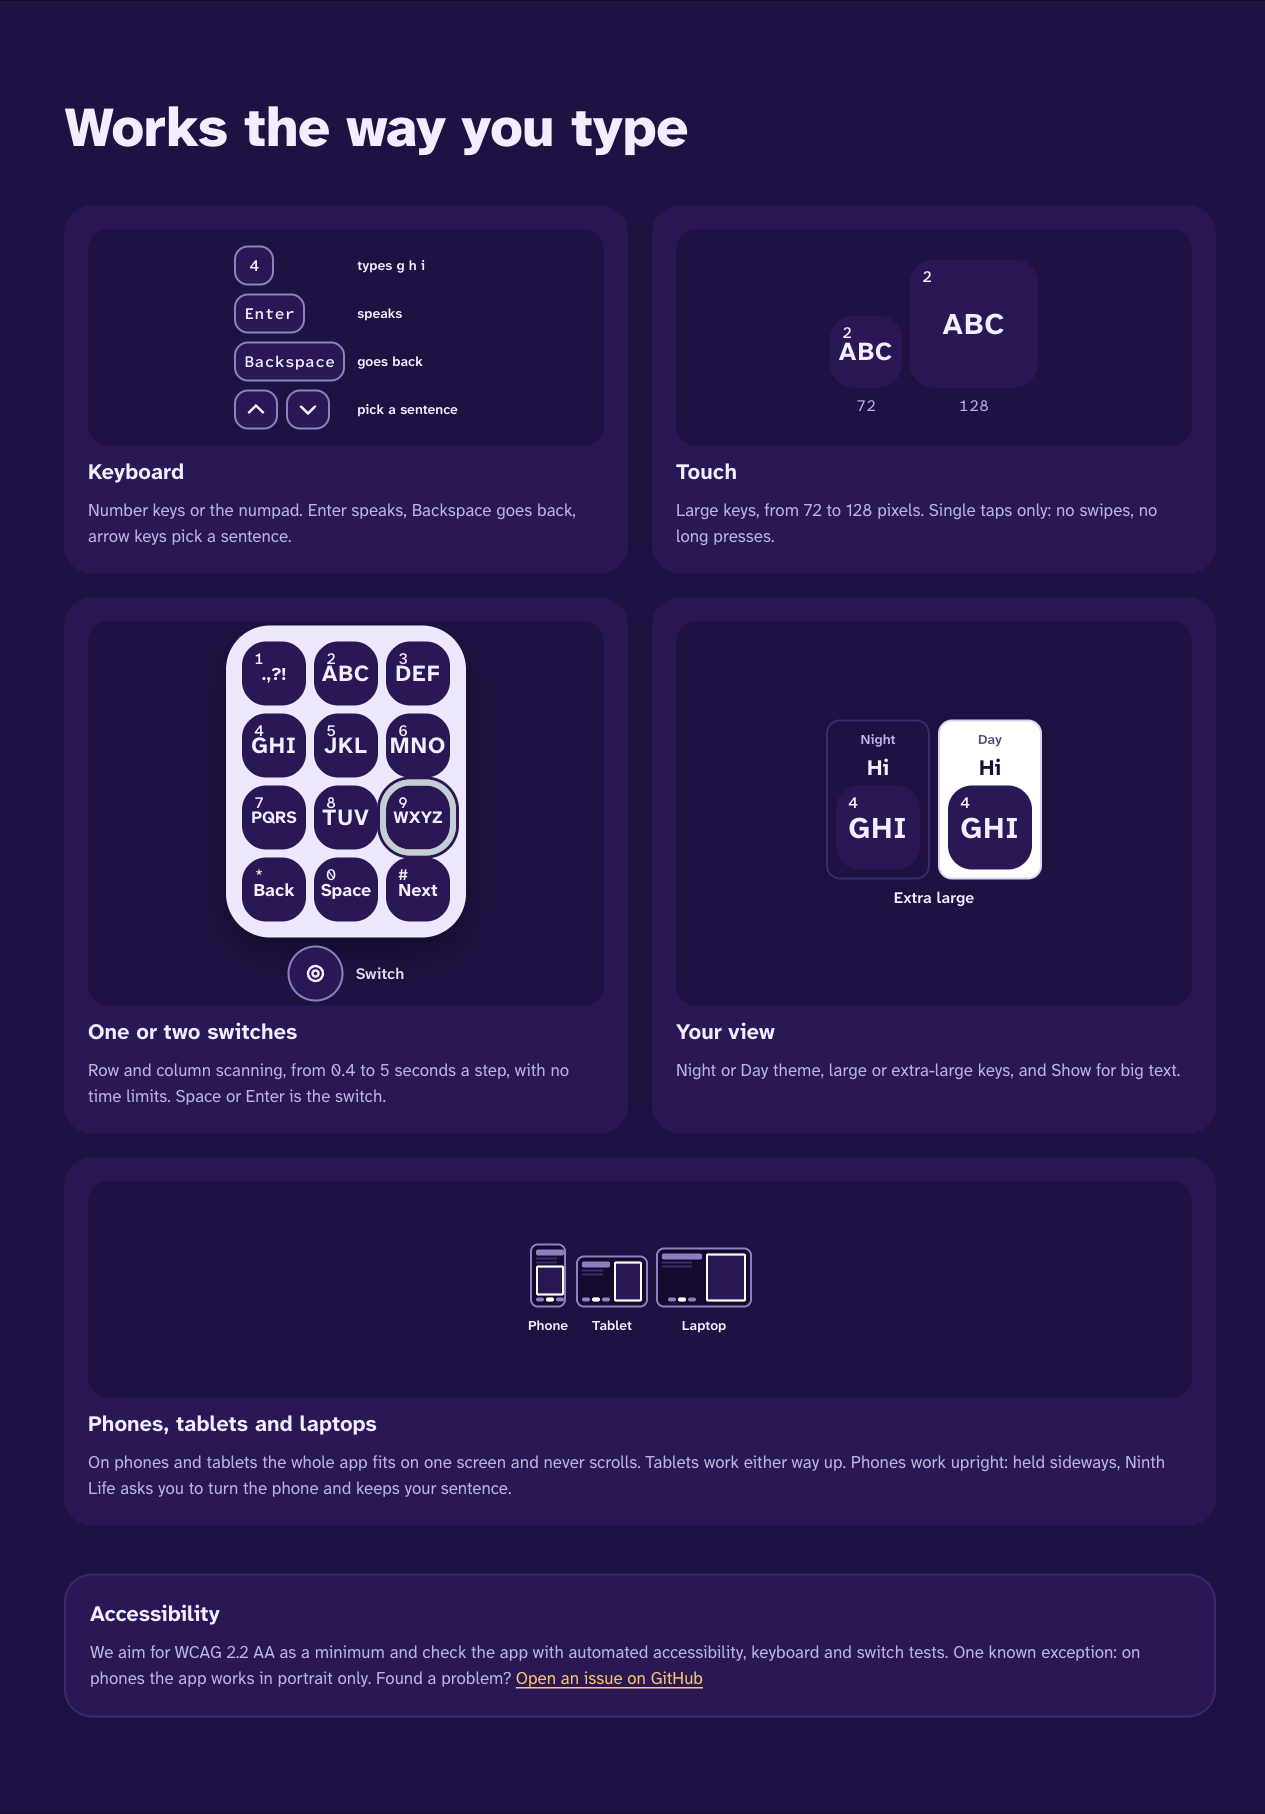 Works the way you type
4 types g h i
Enter speaks
Backspace goes back
pick a sentence
Keyboard
Number keys or the numpad. Enter speaks, Backspace goes back,
arrow keys pick a sentence.
2
ABC
2
ABC
72 128
Touch
Large keys, from 72 to 128 pixels. Single taps only: no swipes, no
long presses.
1 2 3
.,?! ABC DEF
4 5 6
GHI JKL MNO
7 8 9
PQRS TUV WXYZ
* 0 #
Back Space Next
Switch
One or two switches
Row and column scanning, from 0.4 to 5 seconds a step, with no
time limits. Space or Enter is the switch.
Night Day
Hi Hi
4 4
GHI GHI
Extra large
Your view
Night or Day theme, large or extra-large keys, and Show for big text.
Phone Tablet Laptop
Phones, tablets and laptops
On phones and tablets the whole app fits on one screen and never scrolls. Tablets work either way up. Phones work upright: held sideways, Ninth
Life asks you to turn the phone and keeps your sentence.
Accessibility
We aim for WCAG 2.2 AA as a minimum and check the app with automated accessibility, keyboard and switch tests. One known exception: on
phones the app works in portrait only. Found a problem? Open an issue on GitHub